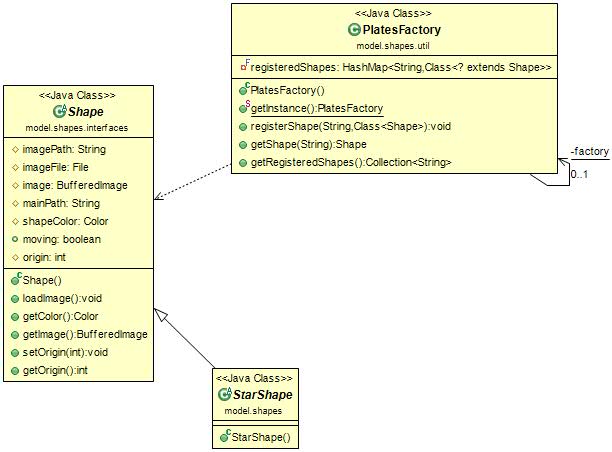 <<Java Class>>
PlatesFactory
model.shapes.util
registeredShapes: HashMap<String,Class<? extends Shape>>
PlatesFactory()
getInstance():PlatesFactory
registerShape(String,Class<Shape>):void
getShape(String):Shape
getRegisteredShapes():Collection<String>
-factory
0..1
<<Java Class>>
Shape
model.shapes.interfaces
imagePath: String
imageFile: File
image: BufferedImage
mainPath: String
shapeColor: Color
moving: boolean
origin: int
Shape()
loadImage():void
getColor():Color
getImage():BufferedImage
setOrigin(int):void
getOrigin():int
<<Java Class>>
StarShape
model.shapes
StarShape()